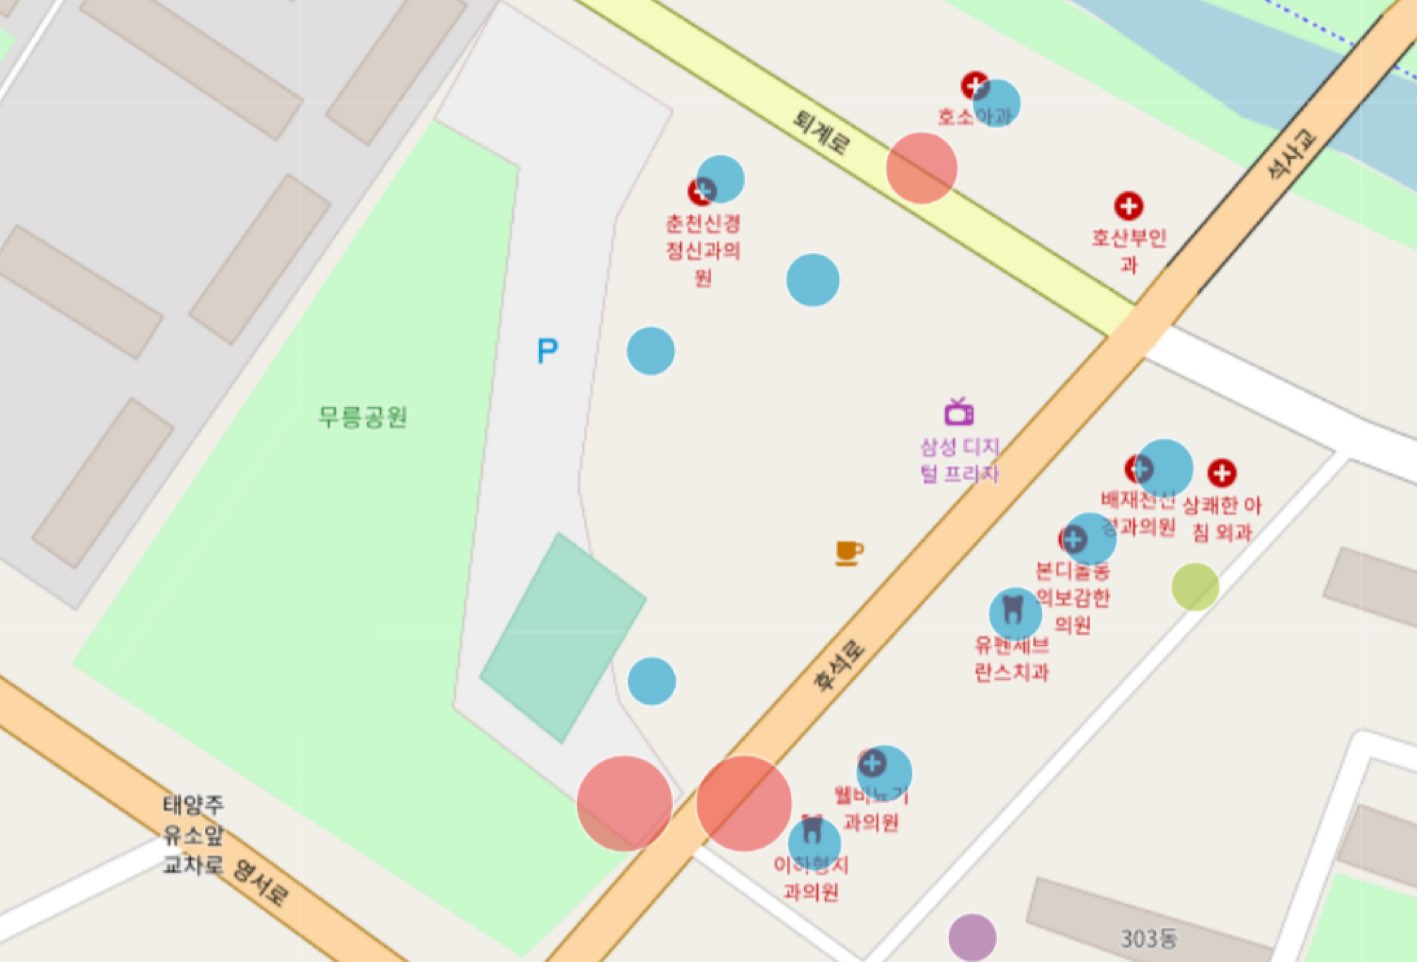 호소아과
퇴계로
석사교
춘천신경
정신과의
원
호산부인
과
P
무릉공원
삼성 디지
털 프라자
배재천신
경과의원
상쾌한 아
침 외과
본디올동
의보감한
의원
유텐세브
란스치과
후석로
웰비뇨기
과의원
이하형치
과의원
태양주
유소앞
교차로
영서로
303동